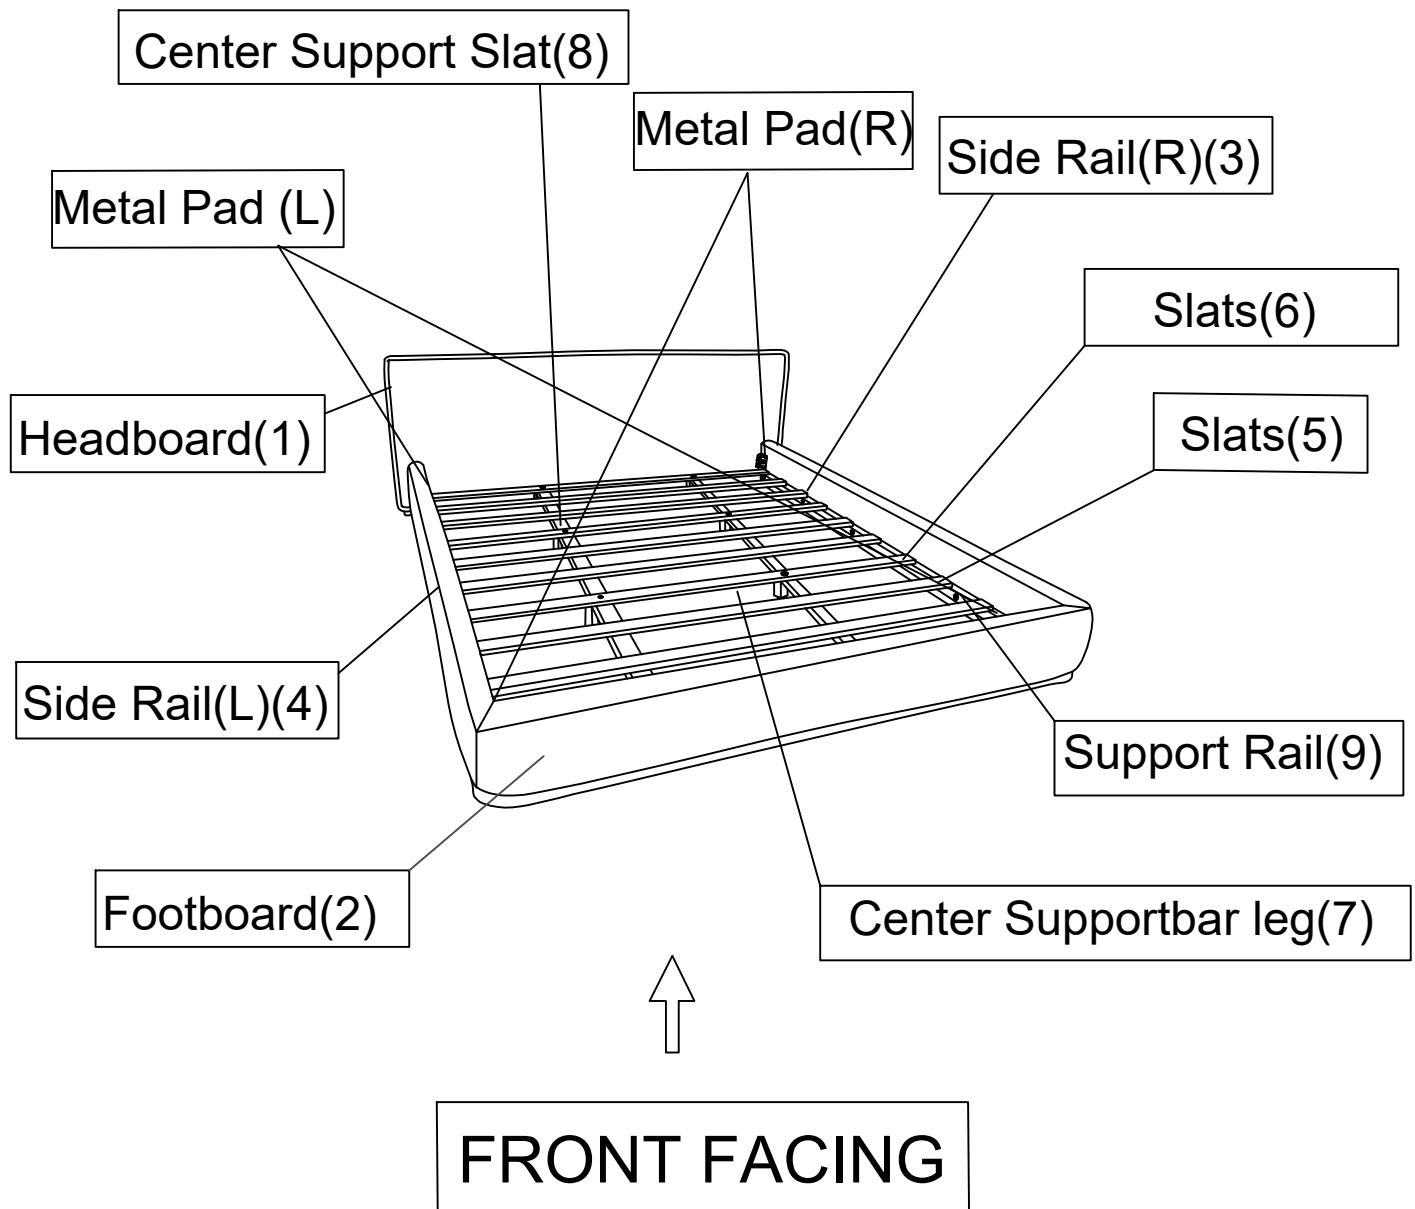 Center Support Slat(8)
Metal Pad(R)
Side Rail(R)(3)
Metal Pad (L)
Slats(6)
Headboard(1)
Slats(5)
Side Rail(L)(4)
Support Rail(9)
Footboard(2)
Center Supportbar leg(7)
FRONT FACING